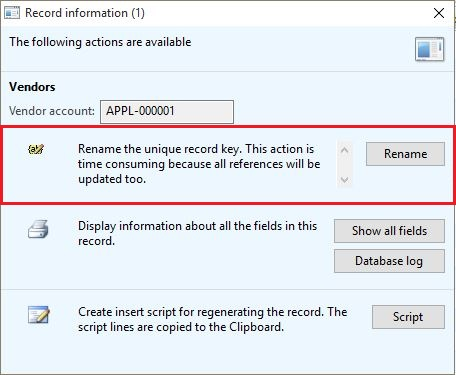 Record information (1)
The following actions are available
Vendors
Vendor account: APPL-000001
Rename the unique record key. This action is
time consuming because all references will be
updated too.
Rename
Display information about all the fields in this
record.
Show all fields
Database log
Create insert script for regenerating the record. The
script lines are copied to the Clipboard.
Script